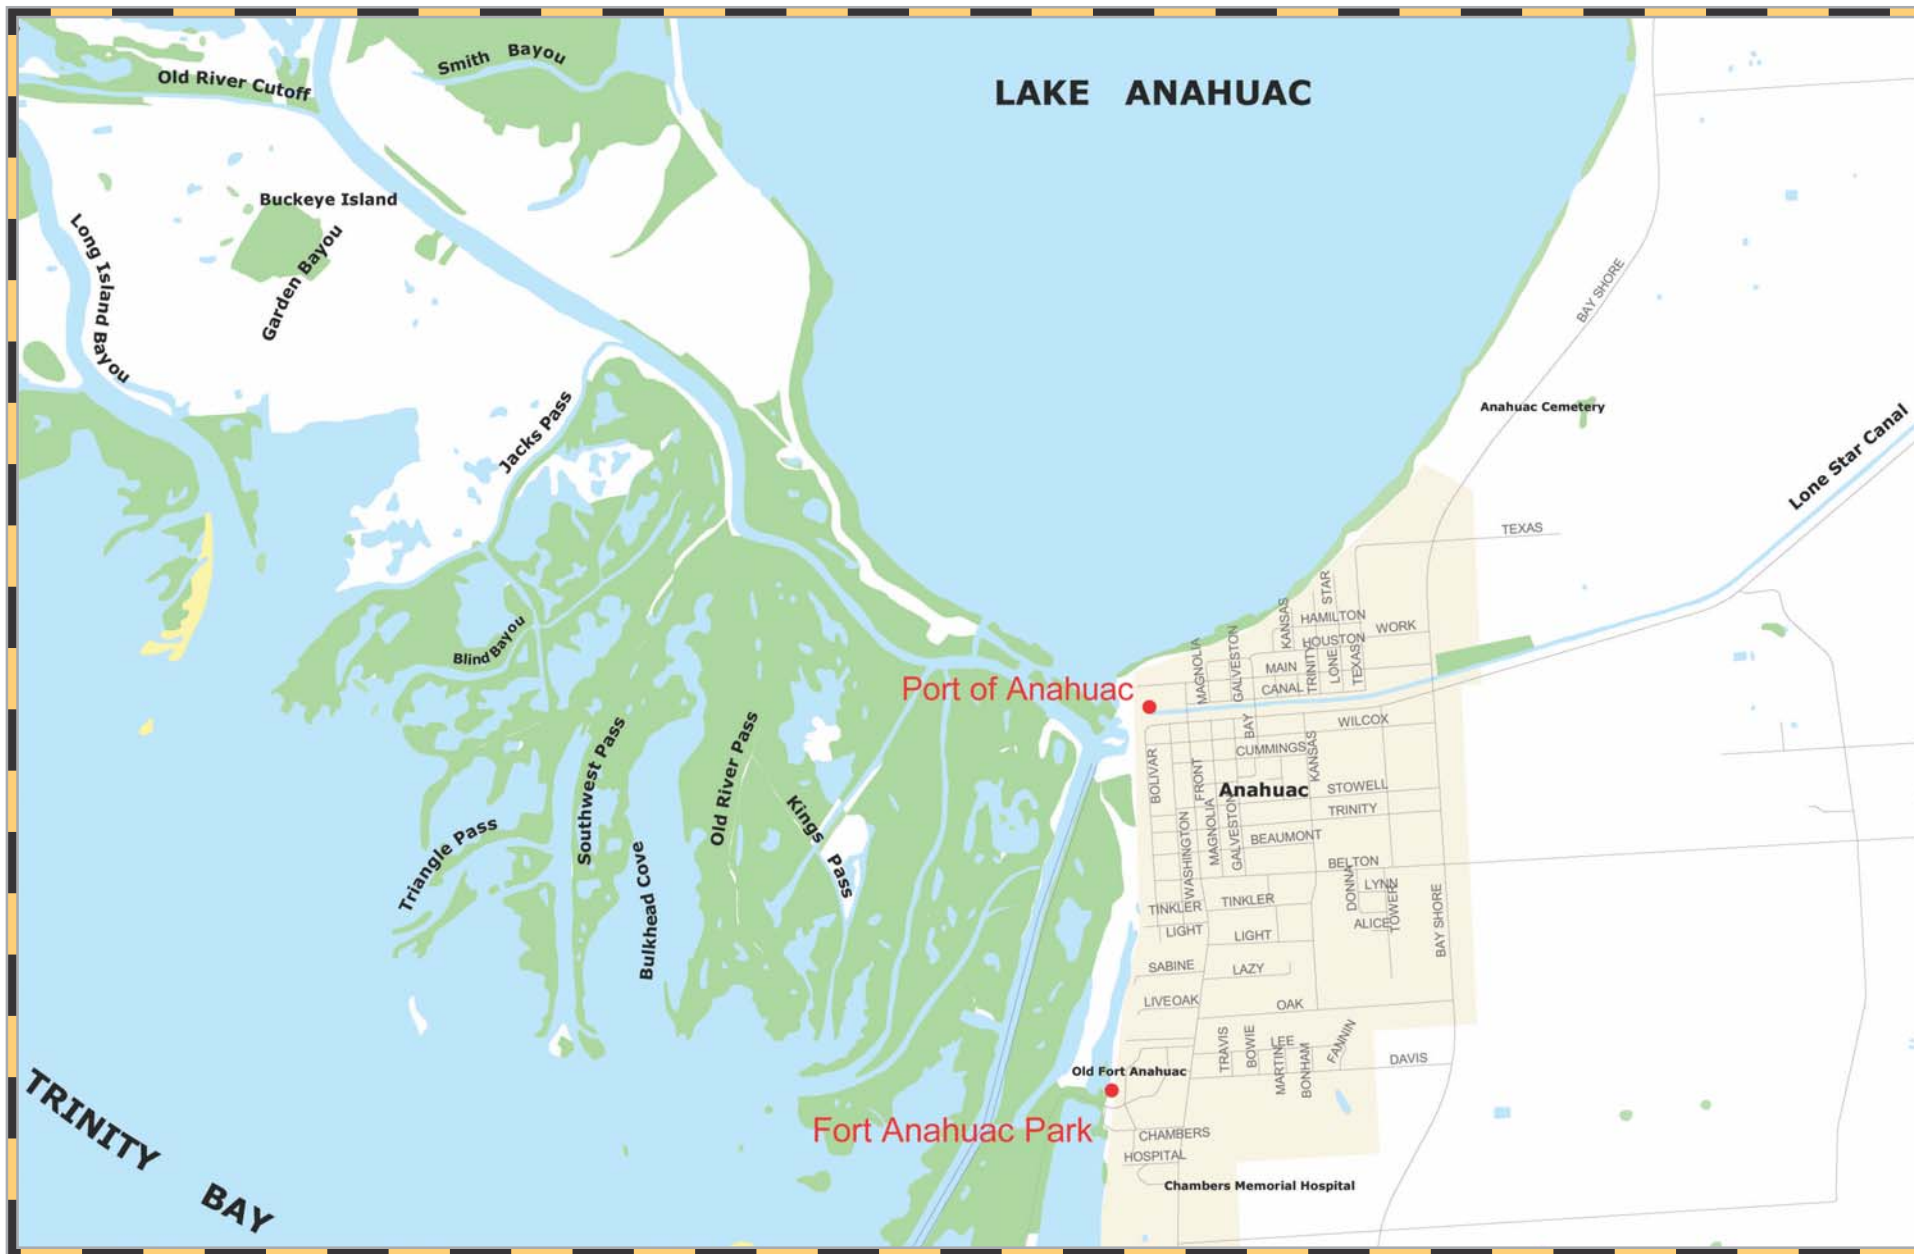 Smith Bayou
Old River Cutoff
LAKE ANAHUAC
Buckeye Island
Long Island Bayou
Garden Bayou
BAY SHORE
Jacks Pass
Anahuac Cemetery
Lone Star Canal
TEXAS
STAR
KANSAS
HAMILTON
WORK
HOUSTON
Blind Bayou
MAGNOLIA
GALVESTON
MAIN
TRINITY
LONE
TEXAS
CANAL
Port of Anahuac
WILCOX
BAY
CUMMINGS
KANSAS
BOLIVAR
FRONT
Anahuac
STOWELL
TRINITY
MAGNOLIA
GALVESTON
BEAUMONT
WASHINGTON
BELTON
Southwest Pass
Old River Pass
Kings Pass
Triangle Pass
Bulkhead Cove
DONNA
LYNN
TOWER
ALICE
BAY SHORE
TINKLER
TINKLER
LIGHT
LIGHT
SABINE
LAZY
LIVEOAK
OAK
TRAVIS
BOWIE
LEE
MARTIN
BONHAM
FANNIN
DAVIS
Old Fort Anahuac
Fort Anahuac Park
CHAMBERS
HOSPITAL
Chambers Memorial Hospital
TRINITY BAY